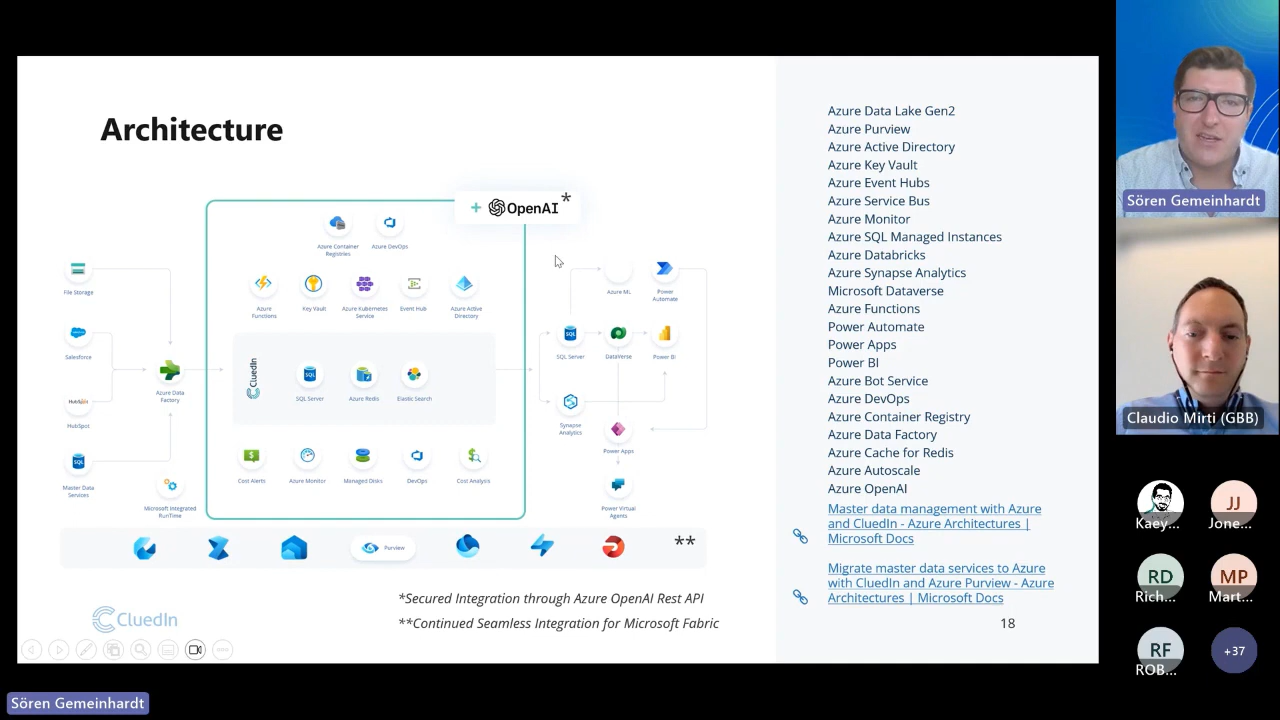 Architecture
+ OpenAI *
Azure Container
Registries
Azure DevOps
File Storage
Azure
Functions
Key Vault
Azure Kubernetes
Service
Event Hub
Azure Active
Directory
Azure ML
Power
Automate
Salesforce
SQL Server
DataVerse
Power BI
Azure Data
Factory
CluedIn
SQL Server
Azure Redis
Elastic Search
HubSpot
HubSpot
Synapse
Analytics
Power Apps
Master Data
Services
Microsoft Integrated
RunTime
Cost Alerts
Azure Monitor
Managed Disks
DevOps
Cost Analysis
Power Virtual
Agents
Purview
**
*Secured Integration through Azure OpenAI Rest API
**Continued Seamless Integration for Microsoft Fabric
CluedIn
Azure Data Lake Gen2
Azure Purview
Azure Active Directory
Azure Key Vault
Azure Event Hubs
Azure Service Bus
Azure Monitor
Azure SQL Managed Instances
Azure Databricks
Azure Synapse Analytics
Microsoft Dataverse
Azure Functions
Power Automate
Power Apps
Power BI
Azure Bot Service
Azure DevOps
Azure Container Registry
Azure Data Factory
Azure Cache for Redis
Azure Autoscale
Azure OpenAI
Master data management with Azure
and CluedIn - Azure Architectures |
Microsoft Docs
Migrate master data services to Azure
with CluedIn and Azure Purview - Azure
Architectures | Microsoft Docs
18
Sören Gemeinhardt
Claudio Mirti (GBB)
Kaey...
JJ
Jone...
RD
Rich...
MP
Mart...
RF
ROB...
+37
Sören Gemeinhardt